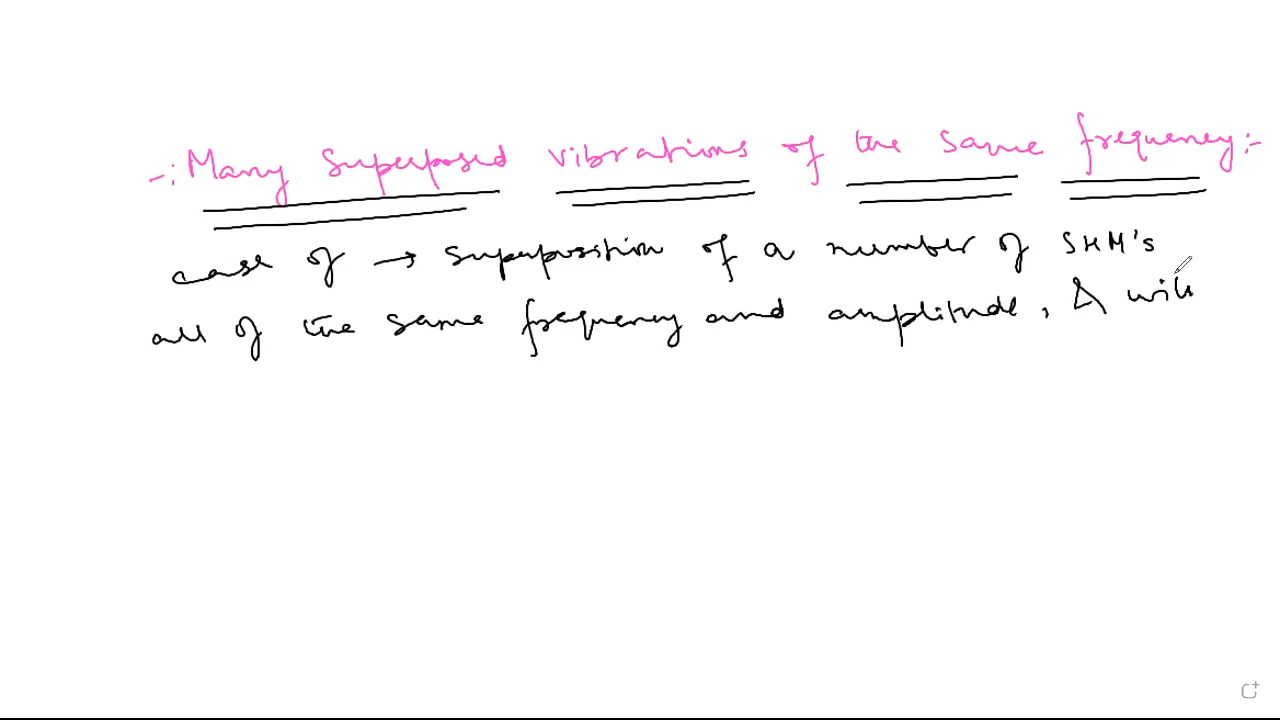 -: Many Superposed vibrations of the same frequency:-
case of → superposition of a number of SHM's
all of the same frequency and amplitude, & with